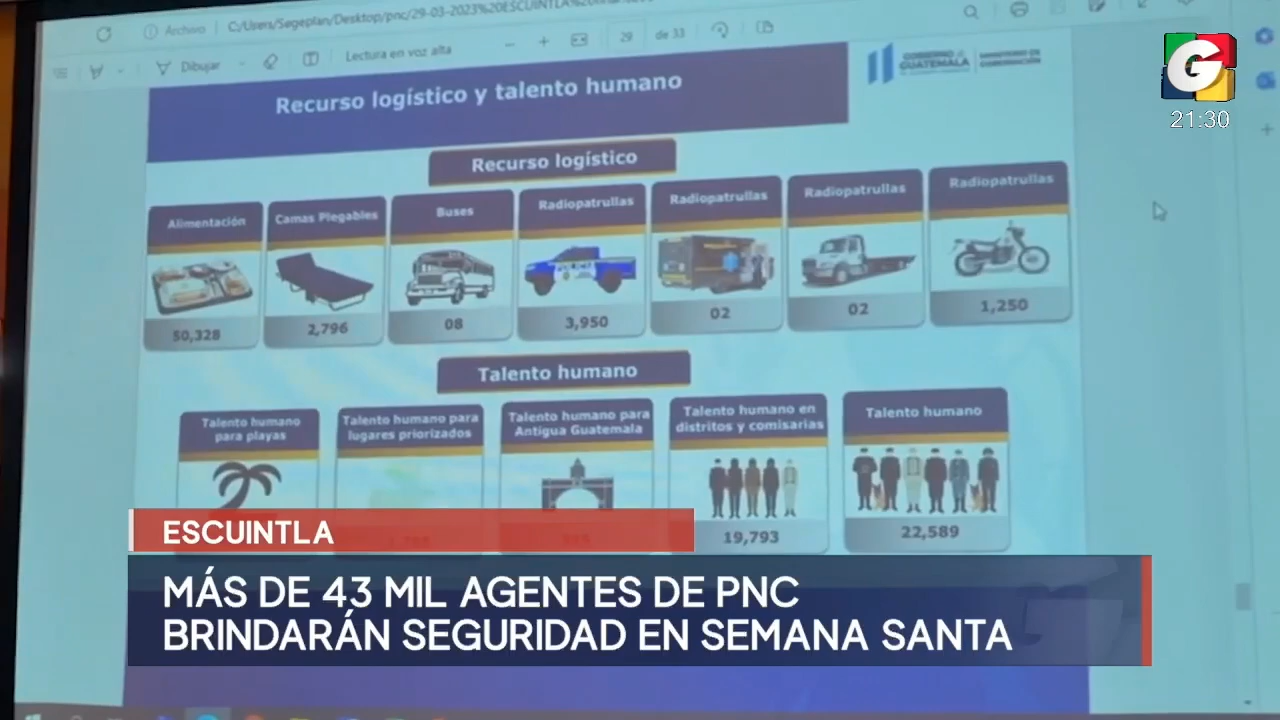 Archivo
C:/Users/Segeplan/Desktop/pnc/29-03-2023%20ESCUINTLA
Dibujar
Lectura en voz alta
29
de 33
GOBIERNO de
GUATEMALA
MINISTERIO DE
GOBERNACIÓN
G
21:30
Recurso logístico y talento humano
Recurso logístico
Alimentación
50,328
Camas Plegables
2,796
Buses
08
Radiopatrullas
3,950
Radiopatrullas
02
Radiopatrullas
02
Radiopatrullas
1,250
Talento humano
Talento humano
para playas
Talento humano para
lugares priorizados
Talento humano para
Antigua Guatemala
Talento humano en
distritos y comisarias
19,793
Talento humano
22,589
ESCUINTLA
MÁS DE 43 MIL AGENTES DE PNC
BRINDARÁN SEGURIDAD EN SEMANA SANTA